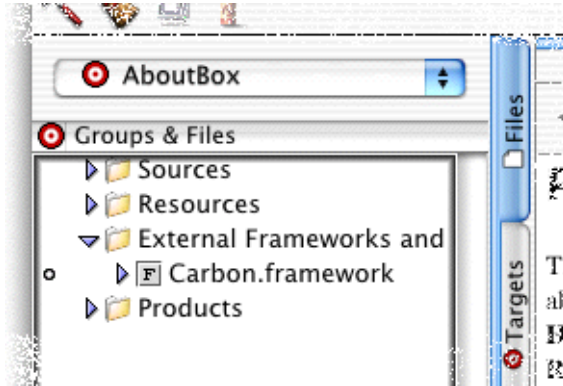 AboutBox
Groups & Files
Sources
Resources
External Frameworks and
F Carbon.framework
Products
Files
Targets